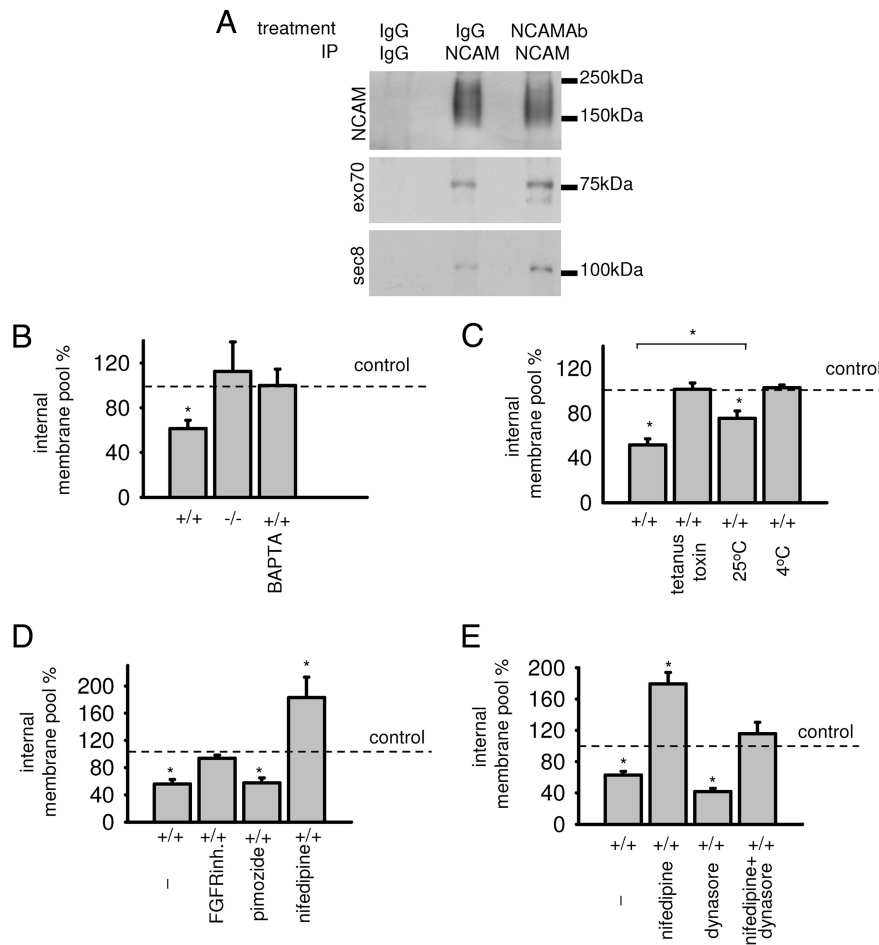 A
treatment IgG IgG NCAMAb
IP IgG NCAM NCAM
NCAM
250kDa
150kDa
exo70
75kDa
sec8
100kDa
B
internal
membrane pool %
120
80
40
0
control
*
+/+ -/- +/+
BAPTA
C
internal
membrane pool %
120
80
40
0
control
*
* *
+/+ +/+ +/+ +/+
tetanus
toxin
25ºC
4ºC
D
internal
membrane pool %
200
160
120
80
40
0
control
* * *
+/+ +/+ +/+ +/+
–
FGFRinh.
pimozide
nifedipine
E
internal
membrane pool %
200
160
120
80
40
0
control
* * *
+/+ +/+ +/+ +/+
–
nifedipine
dynasore
nifedipine+
dynasore